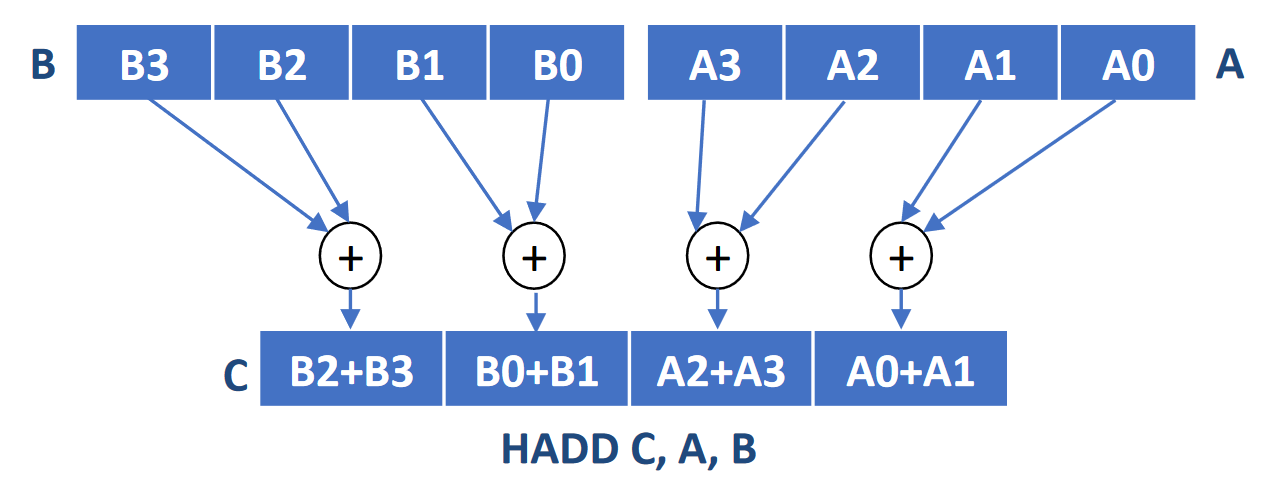 B B3 B2 B1 B0 A3 A2 A1 A0 A
+ + + +
C B2+B3 B0+B1 A2+A3 A0+A1
HADD C, A, B